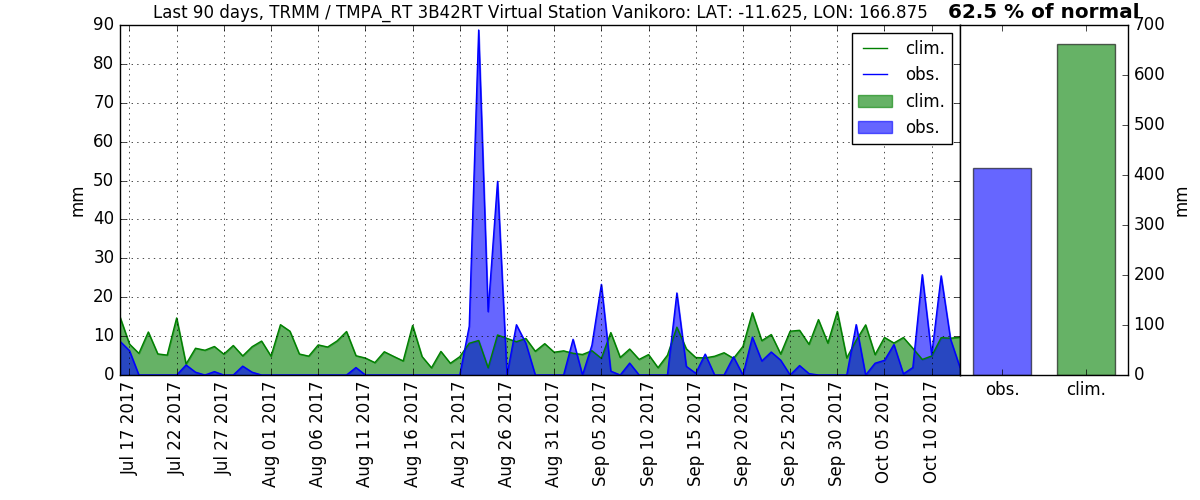 Last 90 days, TRMM / TMPA_RT 3B42RT Virtual Station Vanikoro: LAT: -11.625, LON: 166.875
62.5 % of normal
90
80
70
60
50
40
30
20
10
0
mm
clim.
obs.
clim.
obs.
Jul 17 2017
Jul 22 2017
Jul 27 2017
Aug 01 2017
Aug 06 2017
Aug 11 2017
Aug 16 2017
Aug 21 2017
Aug 26 2017
Aug 31 2017
Sep 05 2017
Sep 10 2017
Sep 15 2017
Sep 20 2017
Sep 25 2017
Sep 30 2017
Oct 05 2017
Oct 10 2017
700
600
500
400
300
200
100
0
mm
obs.
clim.